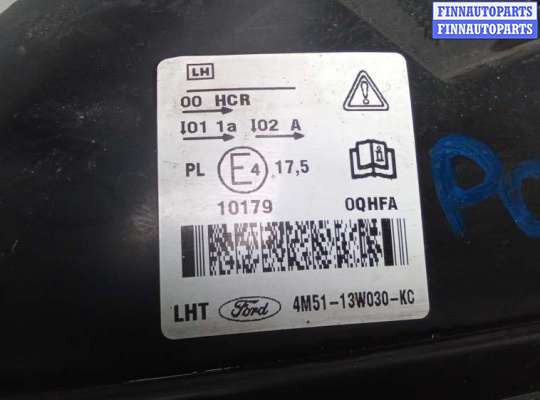 FINNAUTOPARTS
FINNAUTOPARTS
LH
00 HCR
I01 1a I02 A
PL E4 17,5
10179 0QHFA
LHT Ford 4M51-13W030-KC